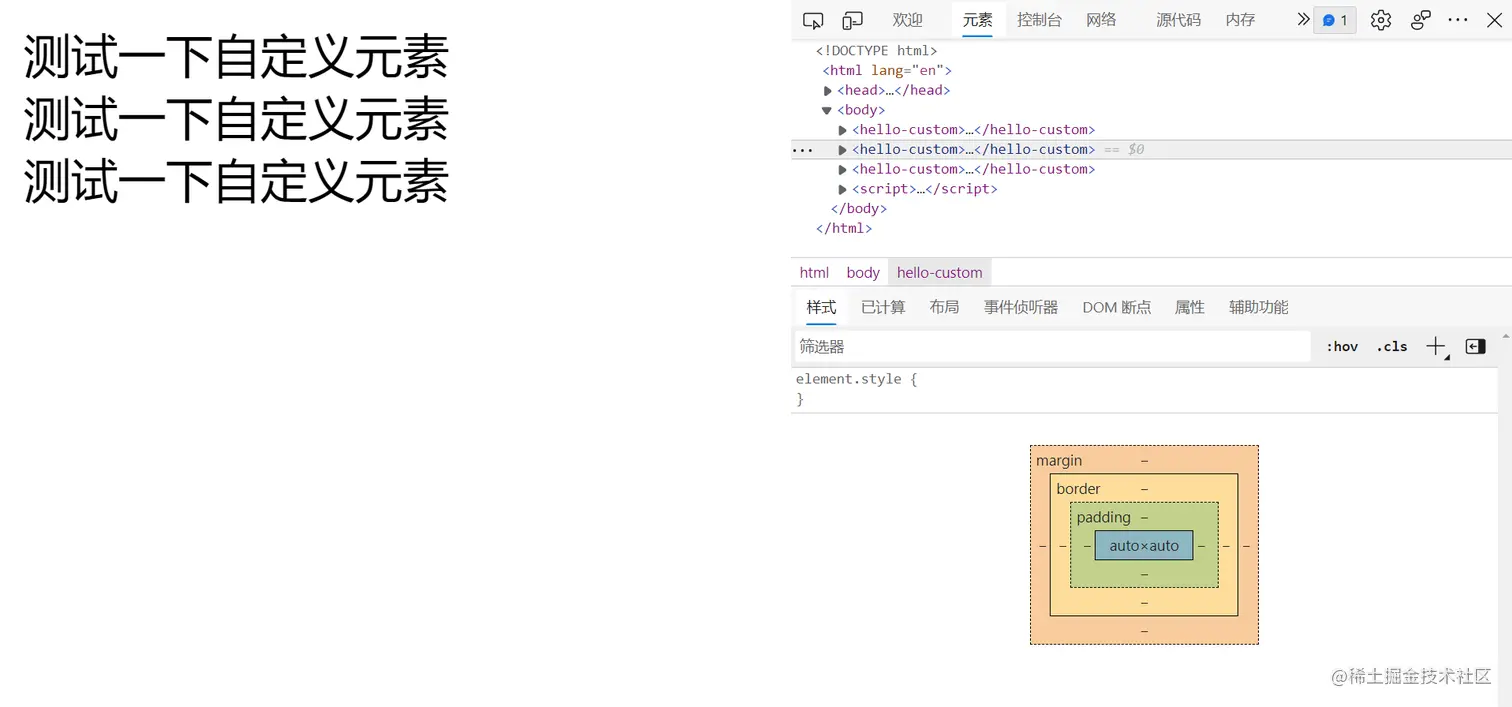 测试一下自定义元素
测试一下自定义元素
测试一下自定义元素
欢迎 元素 控制台 网络 源代码 内存 1
<!DOCTYPE html>
<html lang="en">
<head>…</head>
<body>
<hello-custom>…</hello-custom>
<hello-custom>…</hello-custom> == $0
<hello-custom>…</hello-custom>
<script>…</script>
</body>
</html>
html body hello-custom
样式 已计算 布局 事件侦听器 DOM 断点 属性 辅助功能
筛选器 :hov .cls
element.style {
}
margin –
border –
padding –
– – – auto×auto – – –
–
–
–
@稀土掘金技术社区